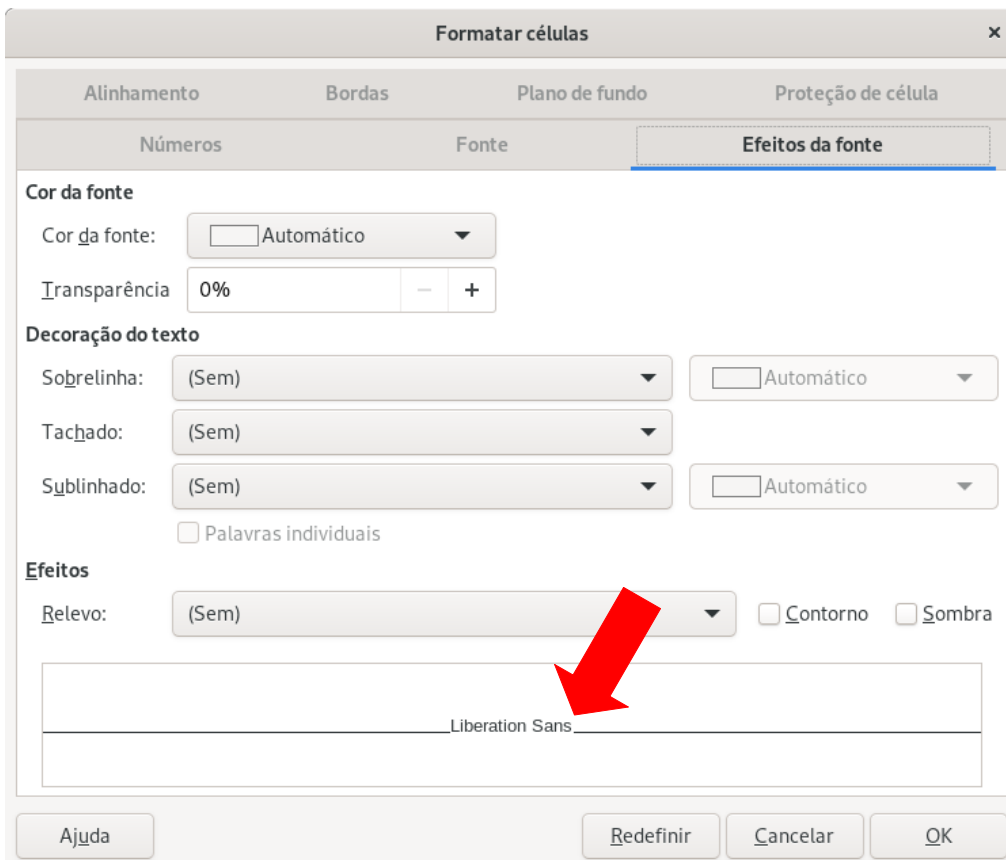 Formatar células ×
Alinhamento Bordas Plano de fundo Proteção de célula
Números Fonte Efeitos da fonte
Cor da fonte
Cor da fonte: Automático
Transparência 0% − +
Decoração do texto
Sobrelinha: (Sem) Automático
Tachado: (Sem)
Sublinhado: (Sem) Automático
Palavras individuais
Efeitos
Relevo: (Sem) Contorno Sombra
Liberation Sans
Ajuda Redefinir Cancelar OK